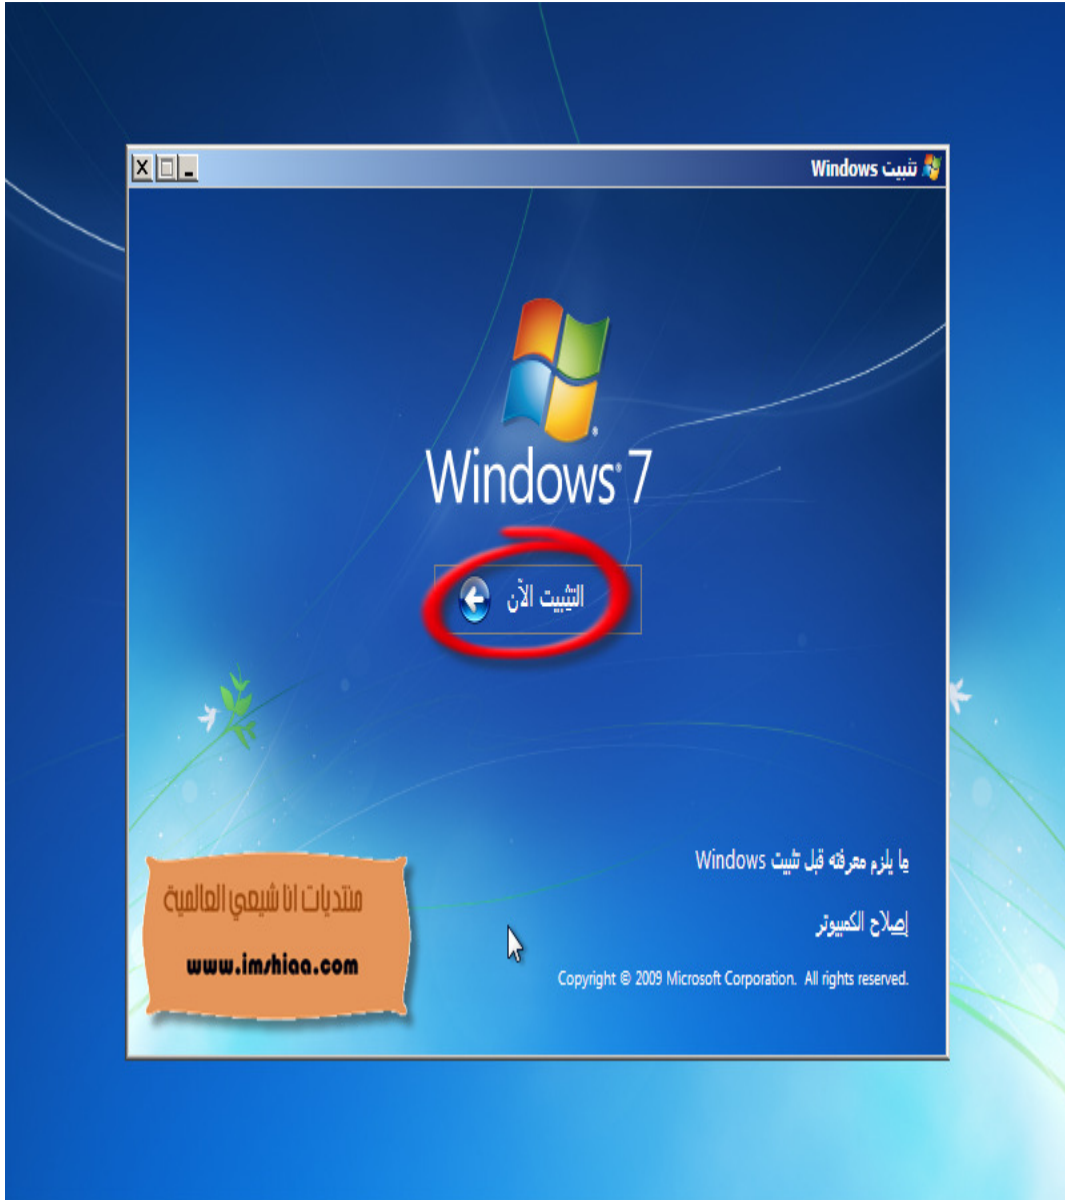 تثبيت Windows
Windows® 7
التثبيت الآن
ما يلزم معرفته قبل تثبيت Windows
إصلاح الكمبيوتر
Copyright © 2009 Microsoft Corporation. All rights reserved.
منتديات انا شيعي العالمية
www.imshiaa.com